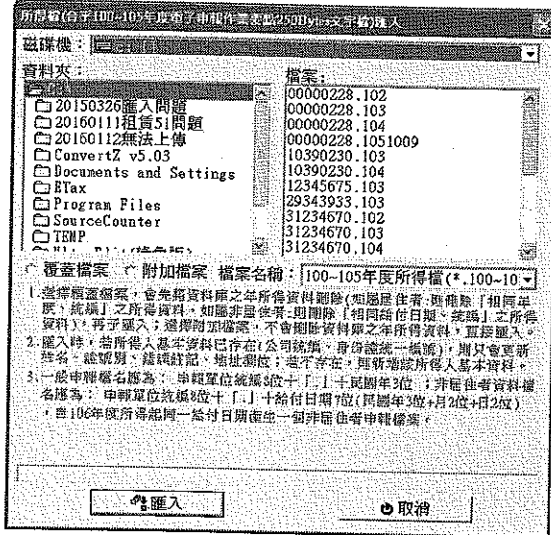 所得檔(合乎100~105年度電子申報作業要點250Bytes文字檔)匯入
磁碟機：
資料夾：
檔案：
20150326匯入問題
20160111租賃51問題
20160112無法上傳
ConvertZ v5.03
Documents and Settings
ETax
Program Files
SourceCounter
TEMP
00000228.102
00000228.103
00000228.104
00000228.1051009
10390230.103
10390230.104
12345675.103
29343933.103
31234670.102
31234670.103
31234670.104
覆蓋檔案 附加檔案 檔案名稱：100~105年度所得檔(*.100~10
1.選擇覆蓋檔案，會先將資料庫之年所得資料刪除(如屬居住者,則僅除「相同年
度、統編」之所得資料，如屬非居住者,則刪除「相同給付日期、統編」之所得
資料)，再予匯入；選擇附加檔案，不會刪除資料庫之年所得資料，直接匯入。
2.匯入時，若所得人基本資料已存在(公司統編、身份證統一編號)，則只會更新
姓名、證號別、錯誤註記、地址欄位；若不存在，則新增該所得人基本資料。
3.一般申報檔名應為： 申報單位統編8位＋「.」＋民國年3位 ；非居住者資料檔
名應為： 申報單位統編8位＋「.」＋給付日期7位(民國年3位+月2位+日2位)
，自106年度所得起同一給付日期產生一個非居住者申報檔案。
匯入
取消